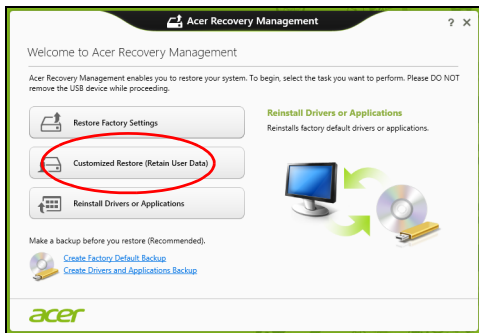 Acer Recovery Management
? ×
Welcome to Acer Recovery Management
Acer Recovery Management enables you to restore your system. To begin, select the task you want to perform. Please DO NOT
remove the USB device while proceeding.
Restore Factory Settings
Customized Restore (Retain User Data)
Reinstall Drivers or Applications
Reinstall Drivers or Applications
Reinstalls factory default drivers or applications.
Make a backup before you restore (Recommended).
Create Factory Default Backup
Create Drivers and Applications Backup
acer